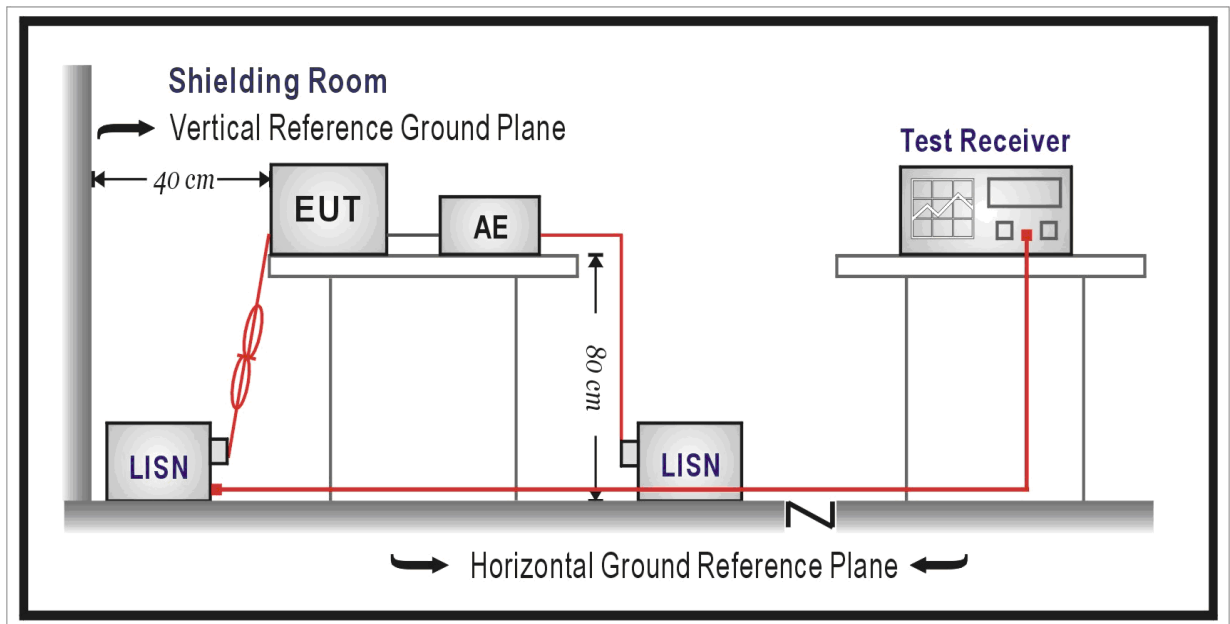 Shielding Room
Vertical Reference Ground Plane
Test Receiver
40 cm
EUT
AE
80 cm
LISN
LISN
Horizontal Ground Reference Plane